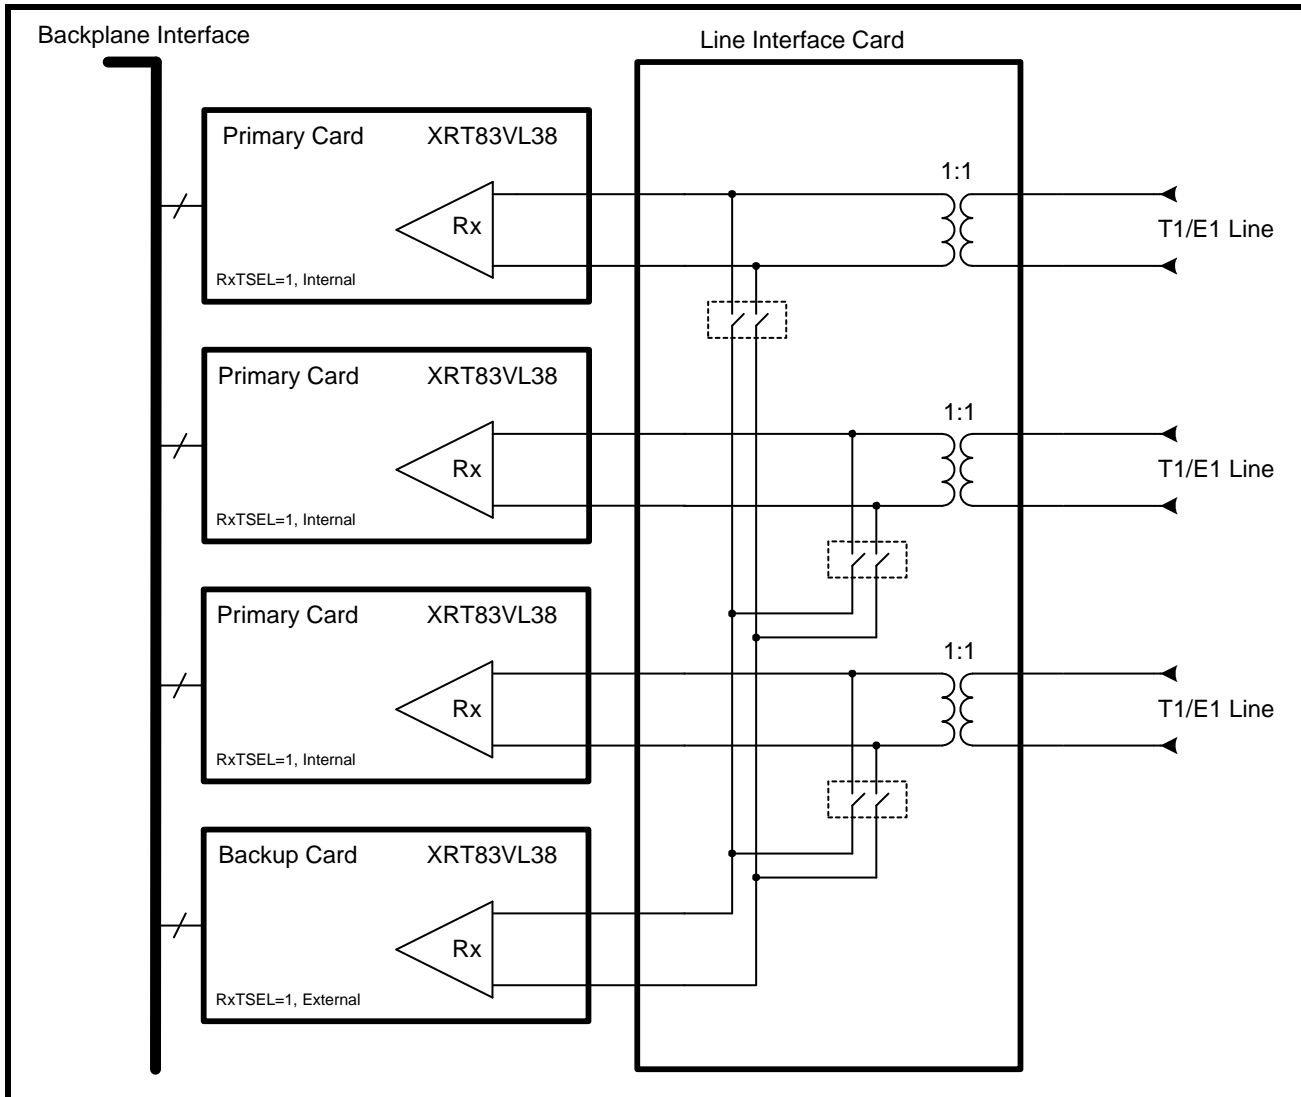 Backplane Interface
Line Interface Card
Primary Card XRT83VL38
1:1
Rx
T1/E1 Line
RxTSEL=1, Internal
Primary Card XRT83VL38
1:1
Rx
T1/E1 Line
RxTSEL=1, Internal
Primary Card XRT83VL38
1:1
Rx
T1/E1 Line
RxTSEL=1, Internal
Backup Card XRT83VL38
Rx
RxTSEL=1, External